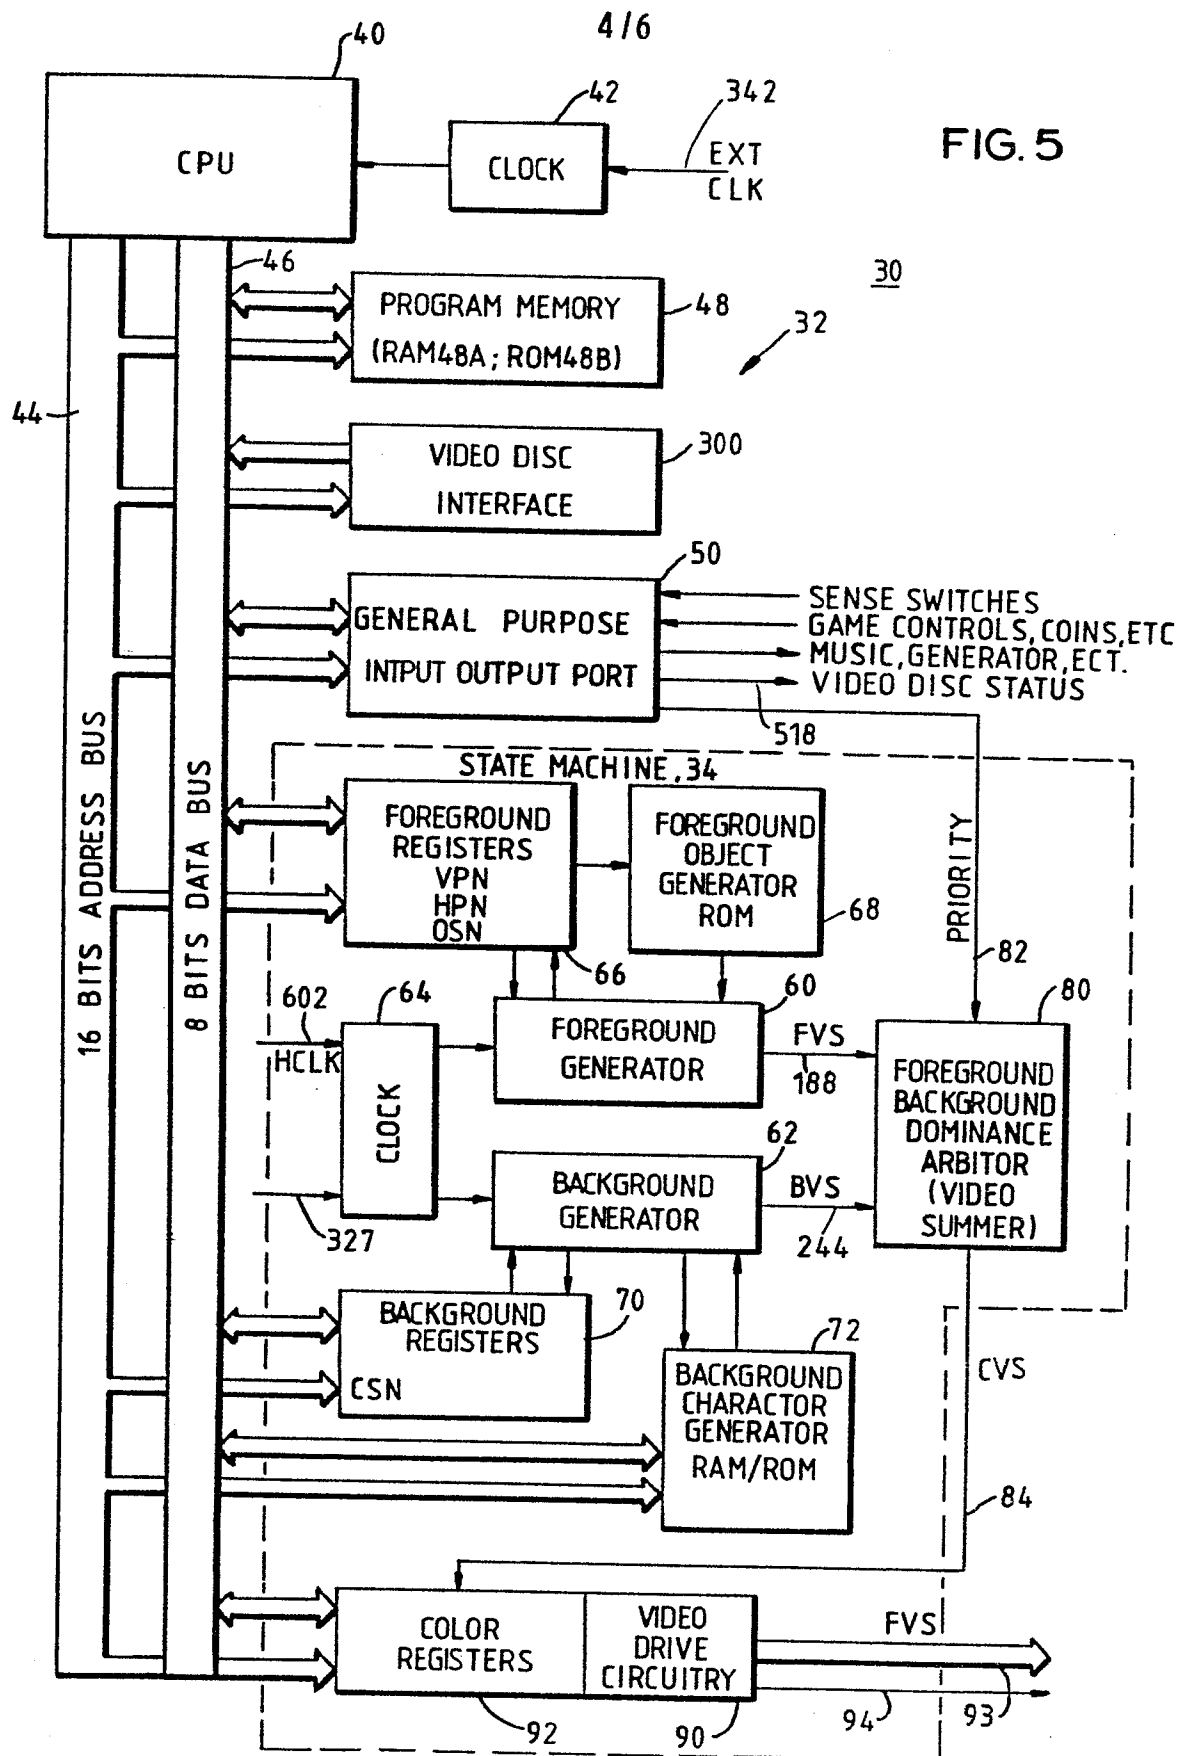 4/6
40
42
342
FIG. 5
CPU
CLOCK
EXT
CLK
30
46
PROGRAM MEMORY
(RAM48A; ROM48B)
48
32
44
VIDEO DISC
INTERFACE
300
50
GENERAL PURPOSE
INTPUT OUTPUT PORT
SENSE SWITCHES
GAME CONTROLS, COINS, ETC
MUSIC, GENERATOR, ECT.
VIDEO DISC STATUS
518
16 BITS ADDRESS BUS
8 BITS DATA BUS
STATE MACHINE, 34
FOREGROUND
REGISTERS
VPN
HPN
OSN
66
FOREGROUND
OBJECT
GENERATOR
ROM
68
PRIORITY
82
602
HCLK
64
CLOCK
327
60
FOREGROUND
GENERATOR
FVS
188
80
FOREGROUND
BACKGROUND
DOMINANCE
ARBITOR
(VIDEO
SUMMER)
62
BACKGROUND
GENERATOR
BVS
244
BACKGROUND
REGISTERS
CSN
70
72
BACKGROUND
CHARACTOR
GENERATOR
RAM/ROM
CVS
84
COLOR
REGISTERS
VIDEO
DRIVE
CIRCUITRY
FVS
92
90
94
93